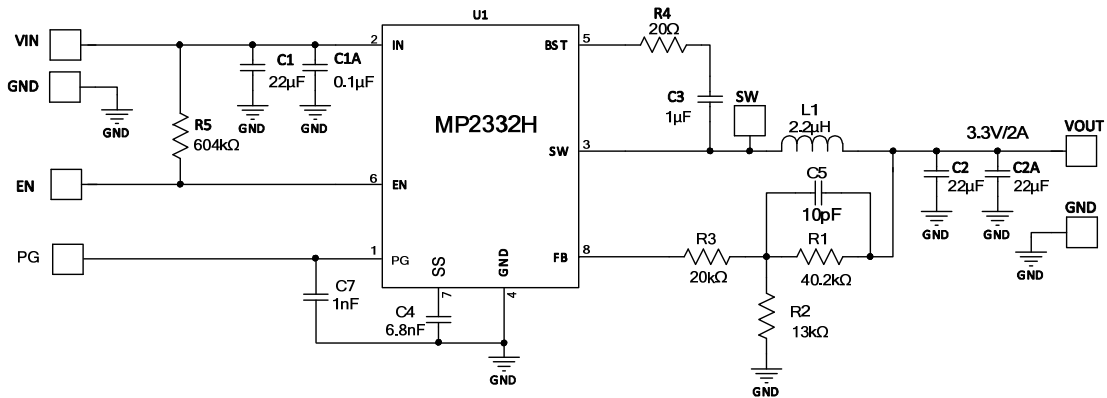 U1
VIN
2
IN
BST
5
R4
20Ω
GND
C1
22µF
C1A
0.1µF
GND
GND
GND
R5
604kΩ
MP2332H
C3
1µF
SW
L1
2.2µH
3.3V/2A
VOUT
SW
3
EN
6
EN
C5
10pF
C2
22µF
C2A
22µF
GND
GND
GND
GND
PG
1
PG
SS
GND
FB
8
R3
20kΩ
R1
40.2kΩ
C7
1nF
7
4
C4
6.8nF
R2
13kΩ
GND
GND